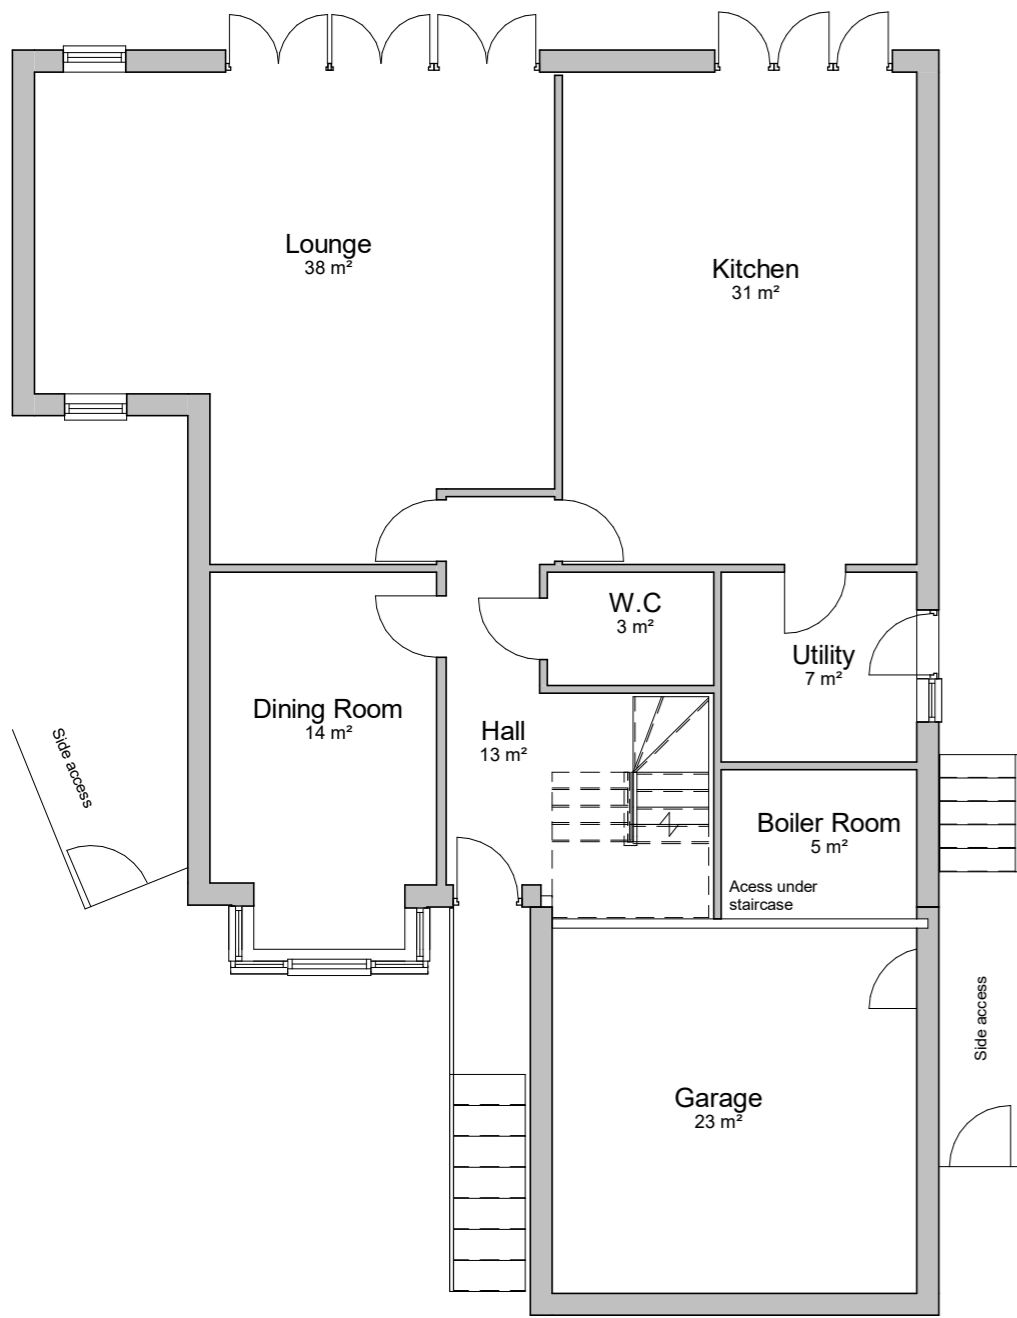 Lounge
38 m²
Kitchen
31 m²
W.C
3 m²
Utility
7 m²
Dining Room
14 m²
Hall
13 m²
Side access
Boiler Room
5 m²
Acess under
staircase
Side access
Garage
23 m²